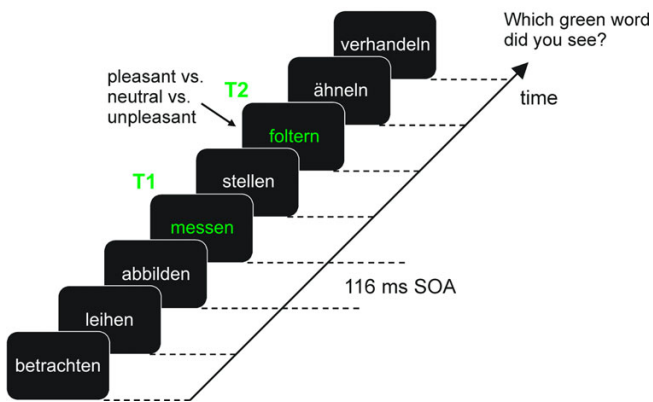 Which green word
did you see?
verhandeln
ähneln
time
pleasant vs.
neutral vs.
unpleasant
T2
foltern
stellen
T1
messen
abbilden
116 ms SOA
leihen
betrachten